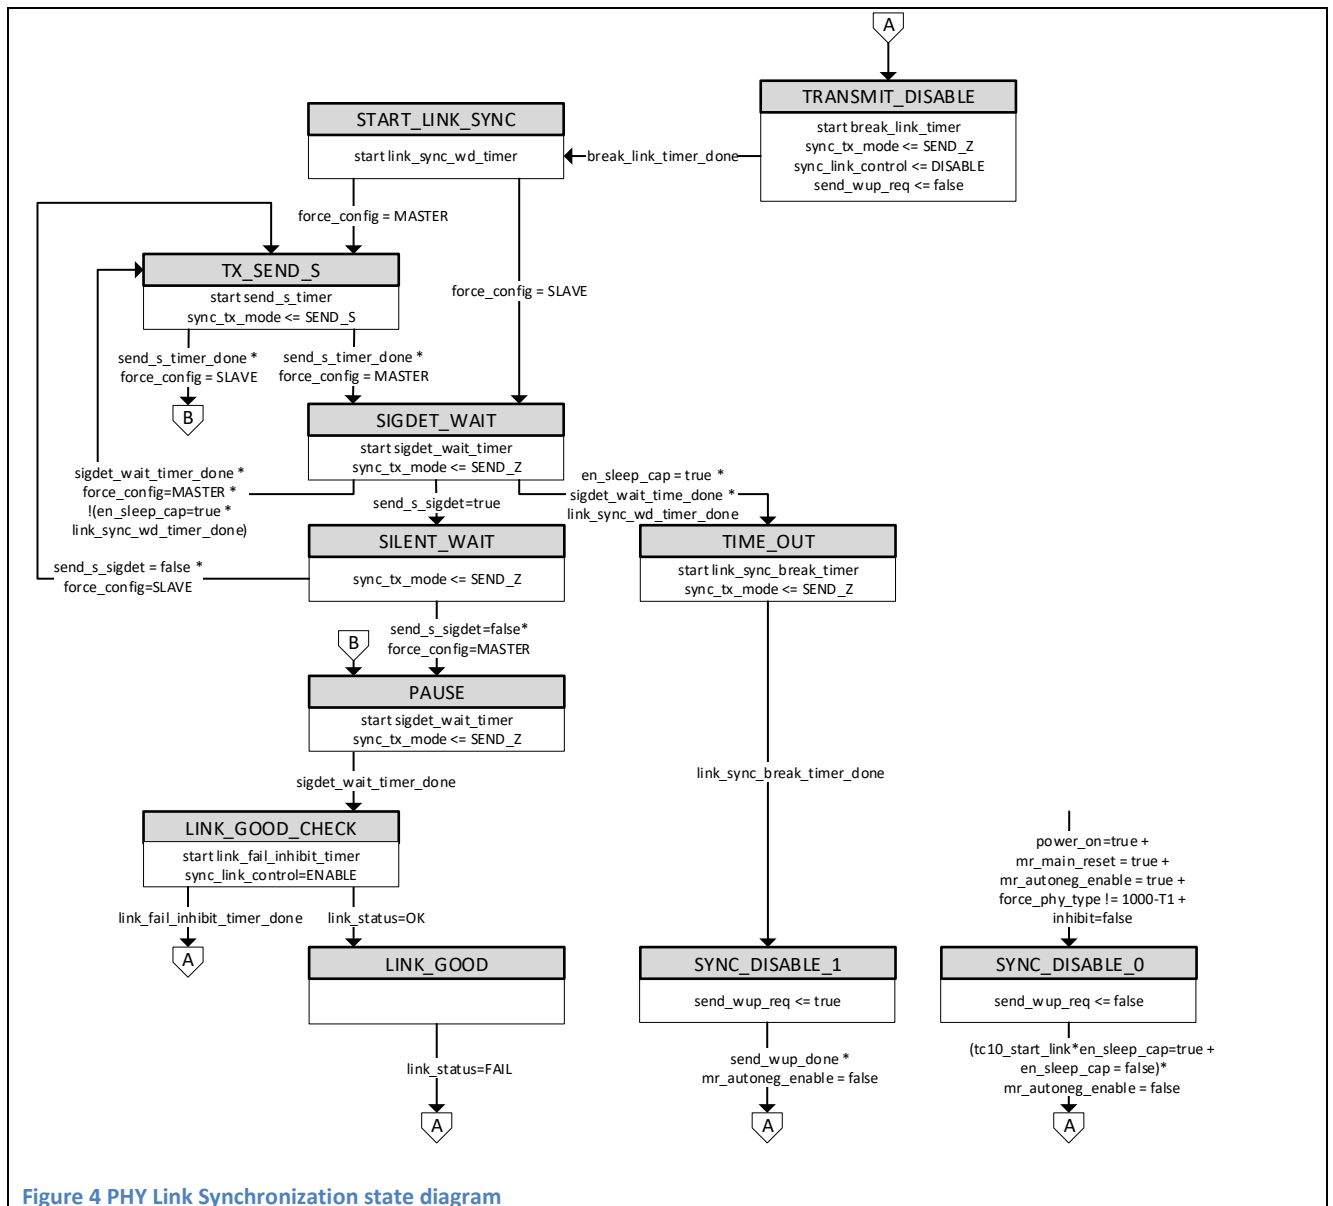 A
TRANSMIT_DISABLE
start break_link_timer
sync_tx_mode <= SEND_Z
sync_link_control <= DISABLE
send_wup_req <= false
START_LINK_SYNC
start link_sync_wd_timer
break_link_timer_done
force_config = MASTER
force_config = SLAVE
TX_SEND_S
start send_s_timer
sync_tx_mode <= SEND_S
send_s_timer_done *
force_config = SLAVE
send_s_timer_done *
force_config = MASTER
B
SIGDET_WAIT
start sigdet_wait_timer
sync_tx_mode <= SEND_Z
sigdet_wait_timer_done *
force_config=MASTER *
!(en_sleep_cap=true *
link_sync_wd_timer_done)
send_s_sigdet=true
en_sleep_cap = true *
sigdet_wait_time_done *
link_sync_wd_timer_done
SILENT_WAIT
sync_tx_mode <= SEND_Z
TIME_OUT
start link_sync_break_timer
sync_tx_mode <= SEND_Z
send_s_sigdet = false *
force_config=SLAVE
send_s_sigdet=false*
force_config=MASTER
B
PAUSE
start sigdet_wait_timer
sync_tx_mode <= SEND_Z
sigdet_wait_timer_done
link_sync_break_timer_done
LINK_GOOD_CHECK
start link_fail_inhibit_timer
sync_link_control=ENABLE
link_fail_inhibit_timer_done
link_status=OK
A
power_on=true +
mr_main_reset = true +
mr_autoneg_enable = true +
force_phy_type != 1000-T1 +
inhibit=false
LINK_GOOD
link_status=FAIL
A
SYNC_DISABLE_1
send_wup_req <= true
send_wup_done *
mr_autoneg_enable = false
A
SYNC_DISABLE_0
send_wup_req <= false
(tc10_start_link*en_sleep_cap=true +
en_sleep_cap = false)*
mr_autoneg_enable = false
A
Figure 4 PHY Link Synchronization state diagram